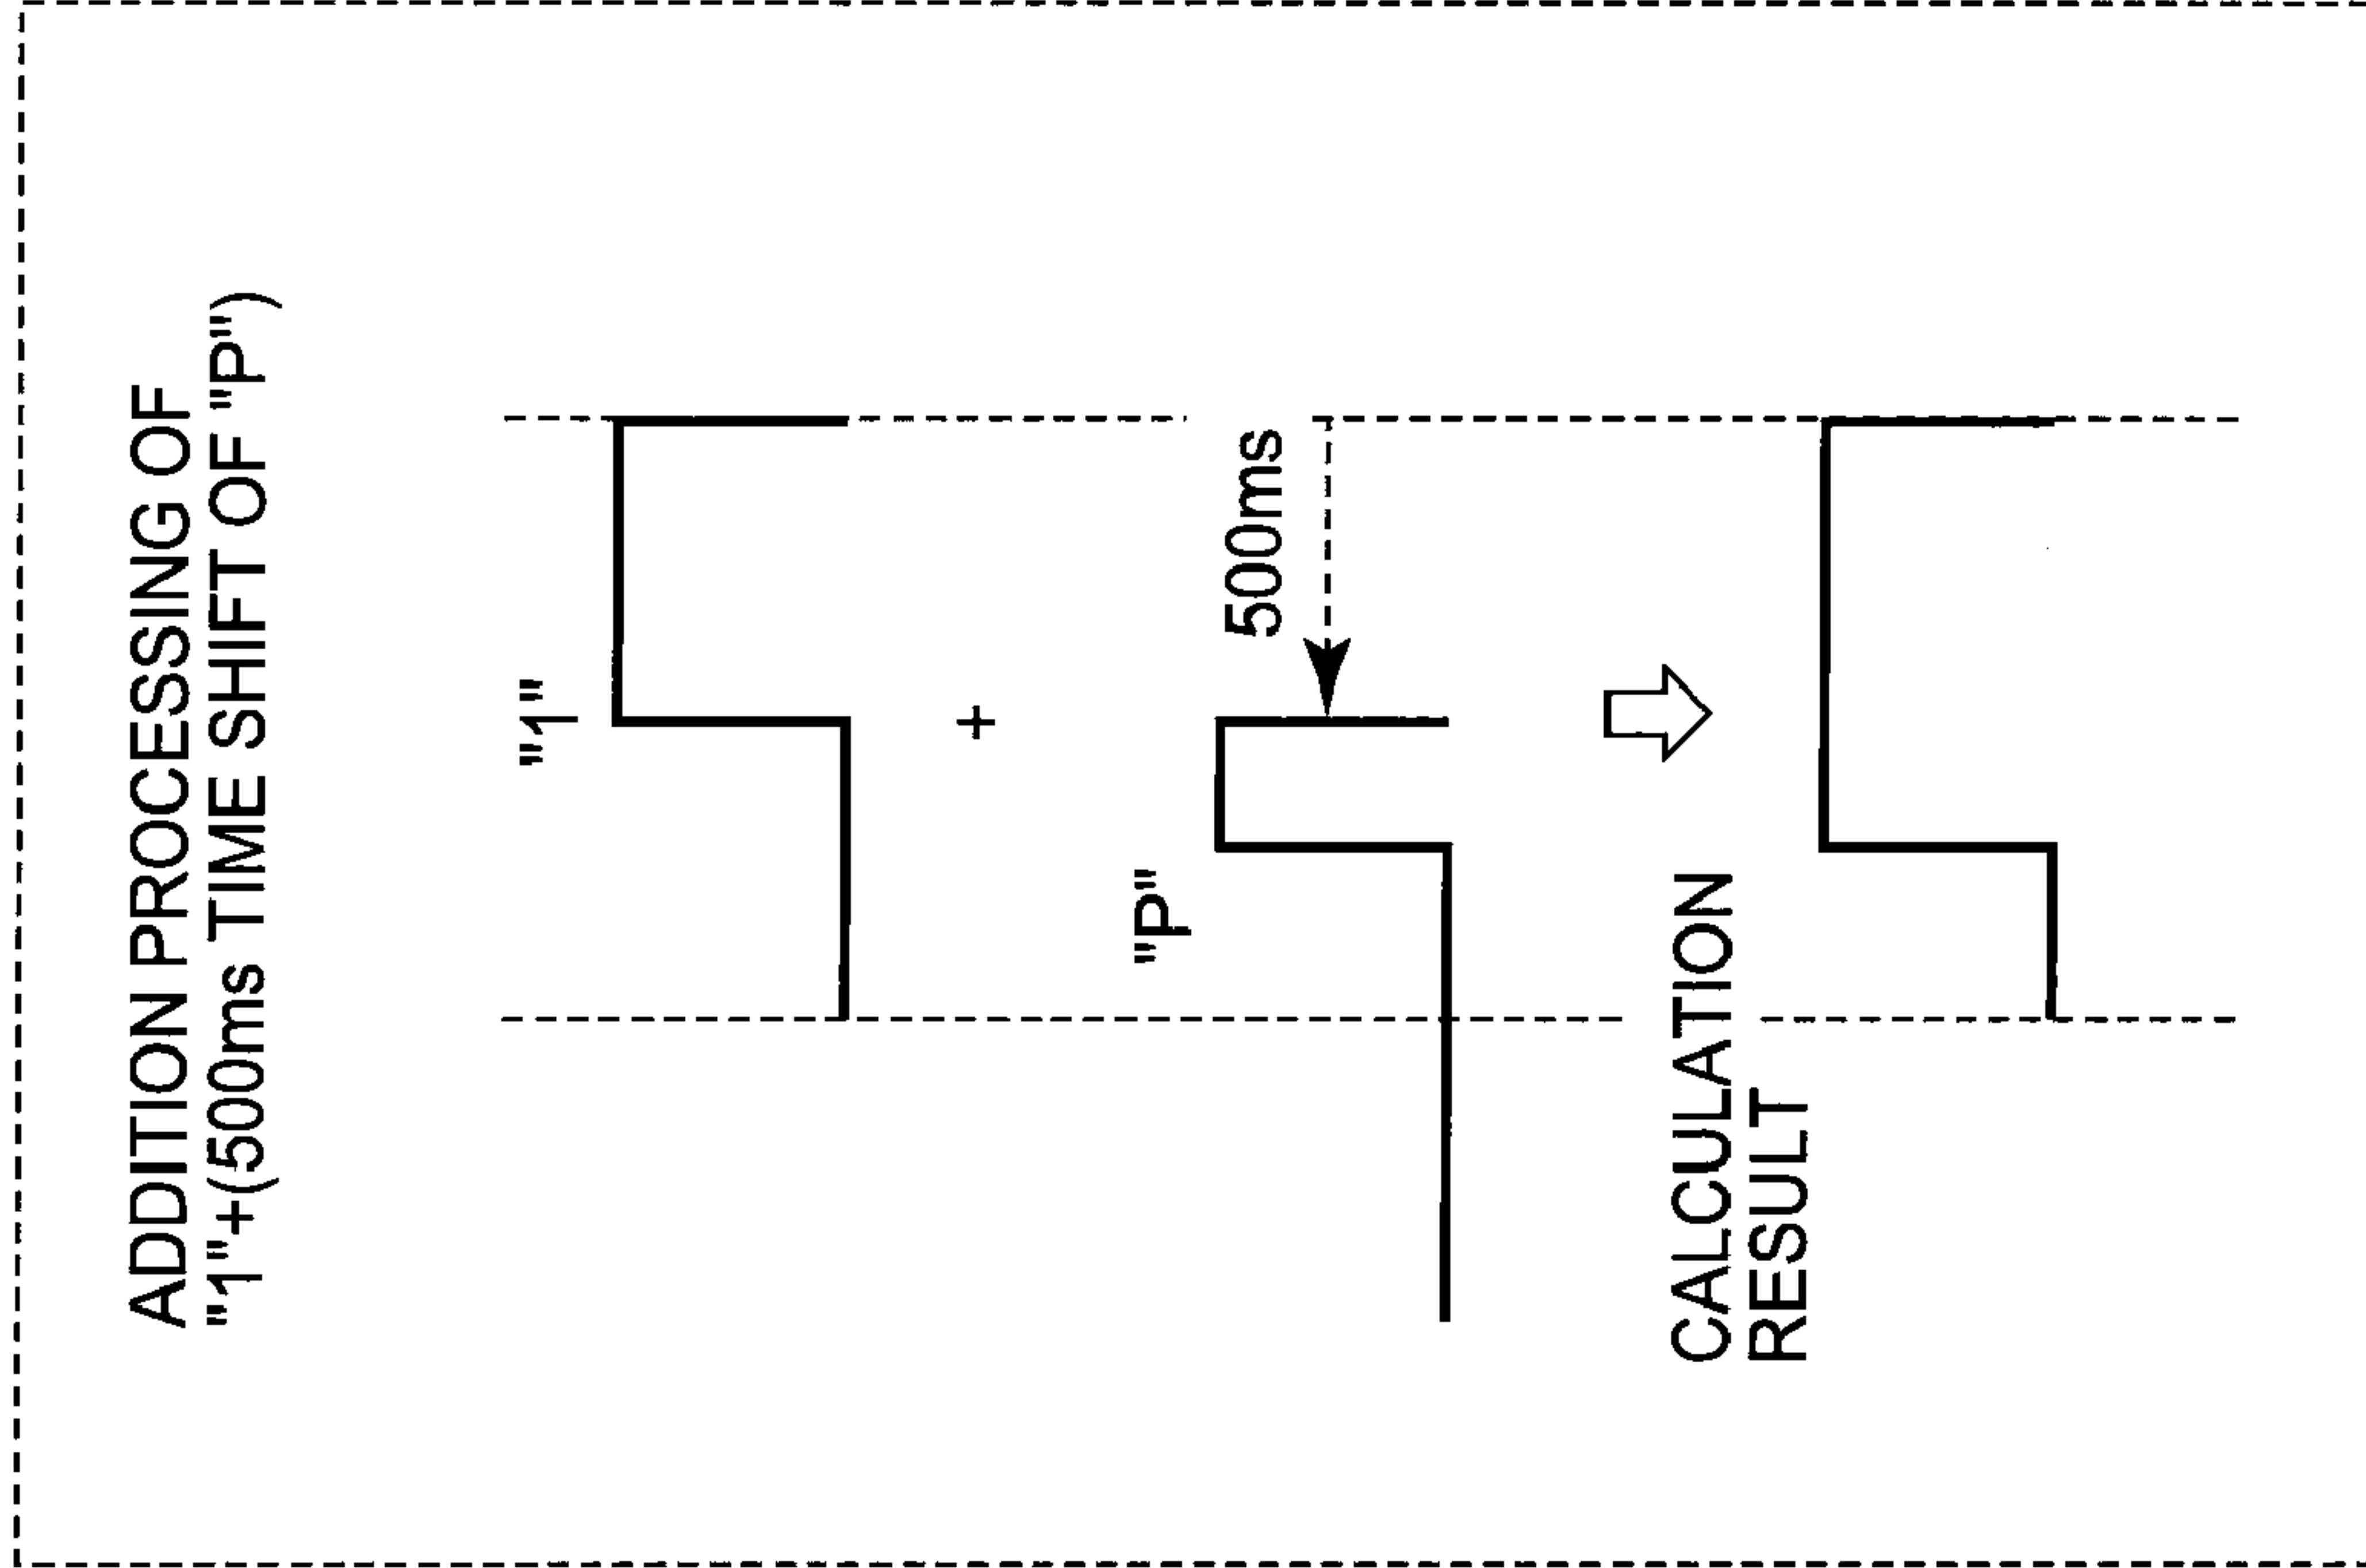 ADDITION PROCESSING OF
"1"+(500ms TIME SHIFT OF "P")
"1"
+
"P"
500ms
CALCULATION
RESULT